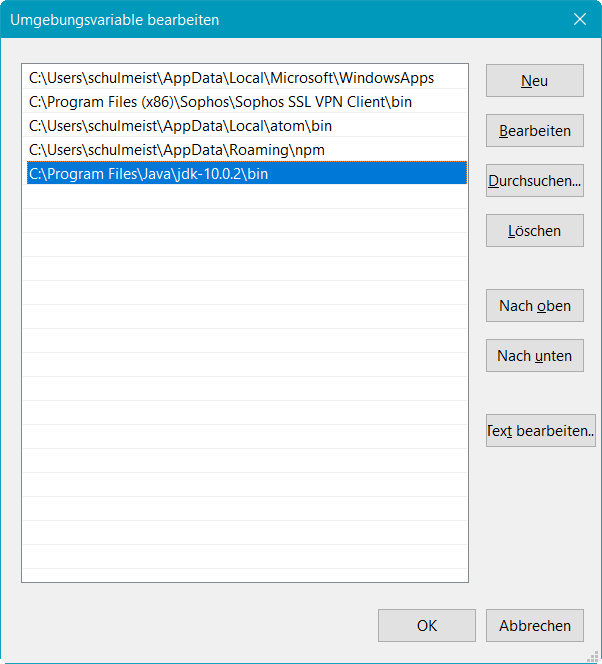 Umgebungsvariable bearbeiten
C:\Users\schulmeist\AppData\Local\Microsoft\WindowsApps
C:\Program Files (x86)\Sophos\Sophos SSL VPN Client\bin
C:\Users\schulmeist\AppData\Local\atom\bin
C:\Users\schulmeist\AppData\Roaming\npm
C:\Program Files\Java\jdk-10.0.2\bin
Neu
Bearbeiten
Durchsuchen...
Löschen
Nach oben
Nach unten
Text bearbeiten..
OK
Abbrechen